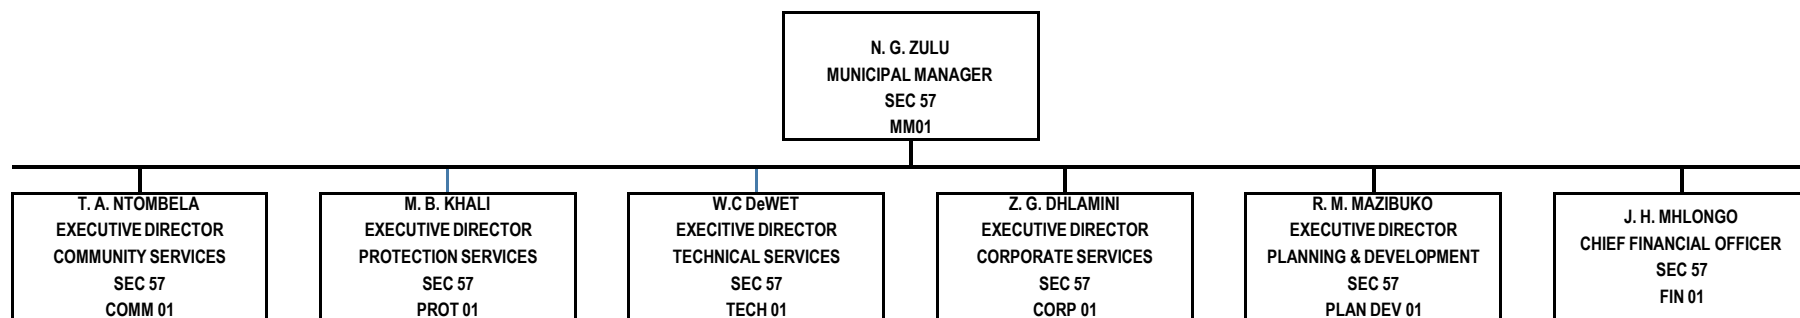 N. G. ZULU
MUNICIPAL MANAGER
SEC 57
MM01
T. A. NTOMBELA
EXECUTIVE DIRECTOR
COMMUNITY SERVICES
SEC 57
COMM 01
M. B. KHALI
EXECUTIVE DIRECTOR
PROTECTION SERVICES
SEC 57
PROT 01
W.C DeWET
EXECITIVE DIRECTOR
TECHNICAL SERVICES
SEC 57
TECH 01
Z. G. DHLAMINI
EXECUTIVE DIRECTOR
CORPORATE SERVICES
SEC 57
CORP 01
R. M. MAZIBUKO
EXECUTIVE DIRECTOR
PLANNING & DEVELOPMENT
SEC 57
PLAN DEV 01
J. H. MHLONGO
CHIEF FINANCIAL OFFICER
SEC 57
FIN 01